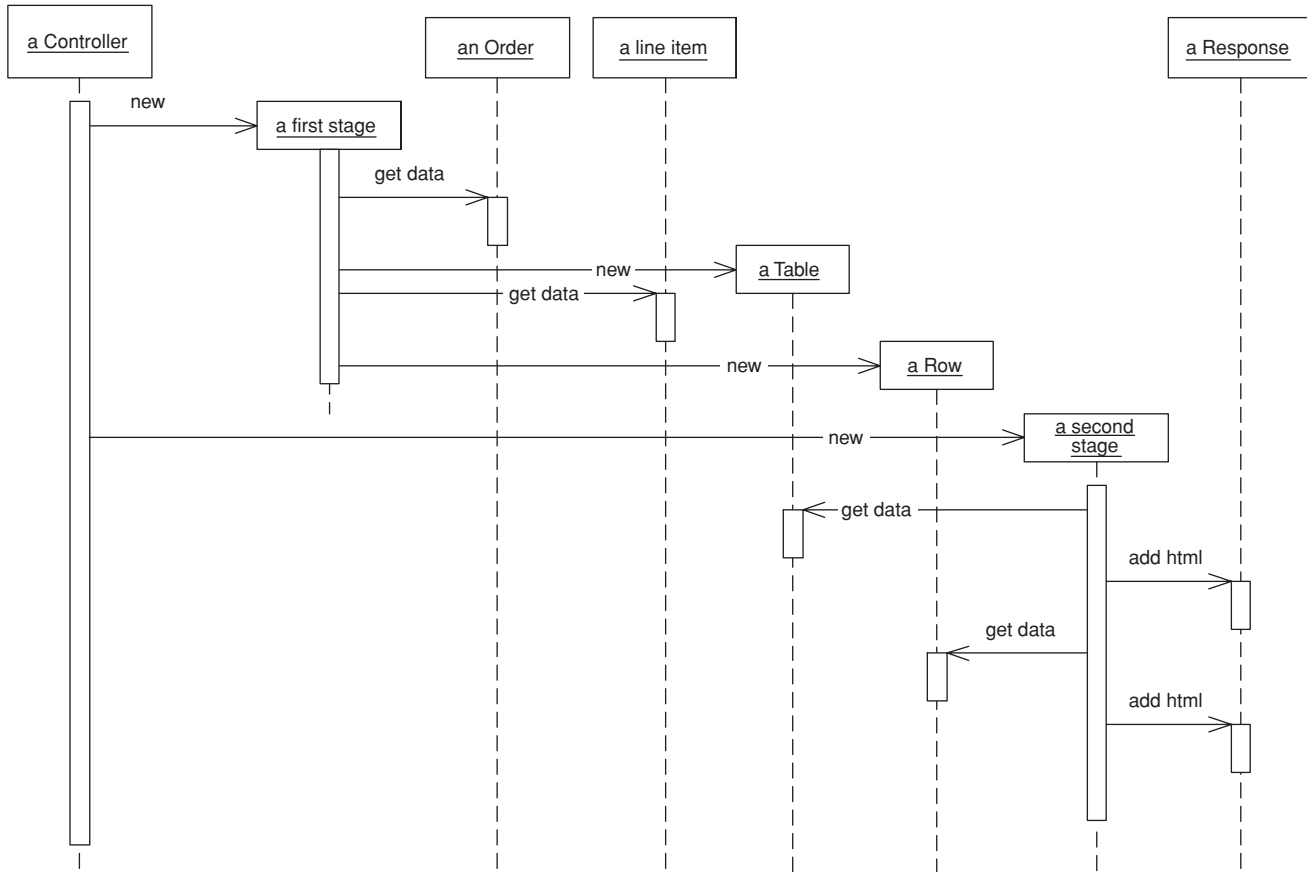 a Controller
an Order
a line item
a Response
new
a first stage
get data
new
a Table
get data
new
a Row
new
a second
stage
get data
add html
get data
add html